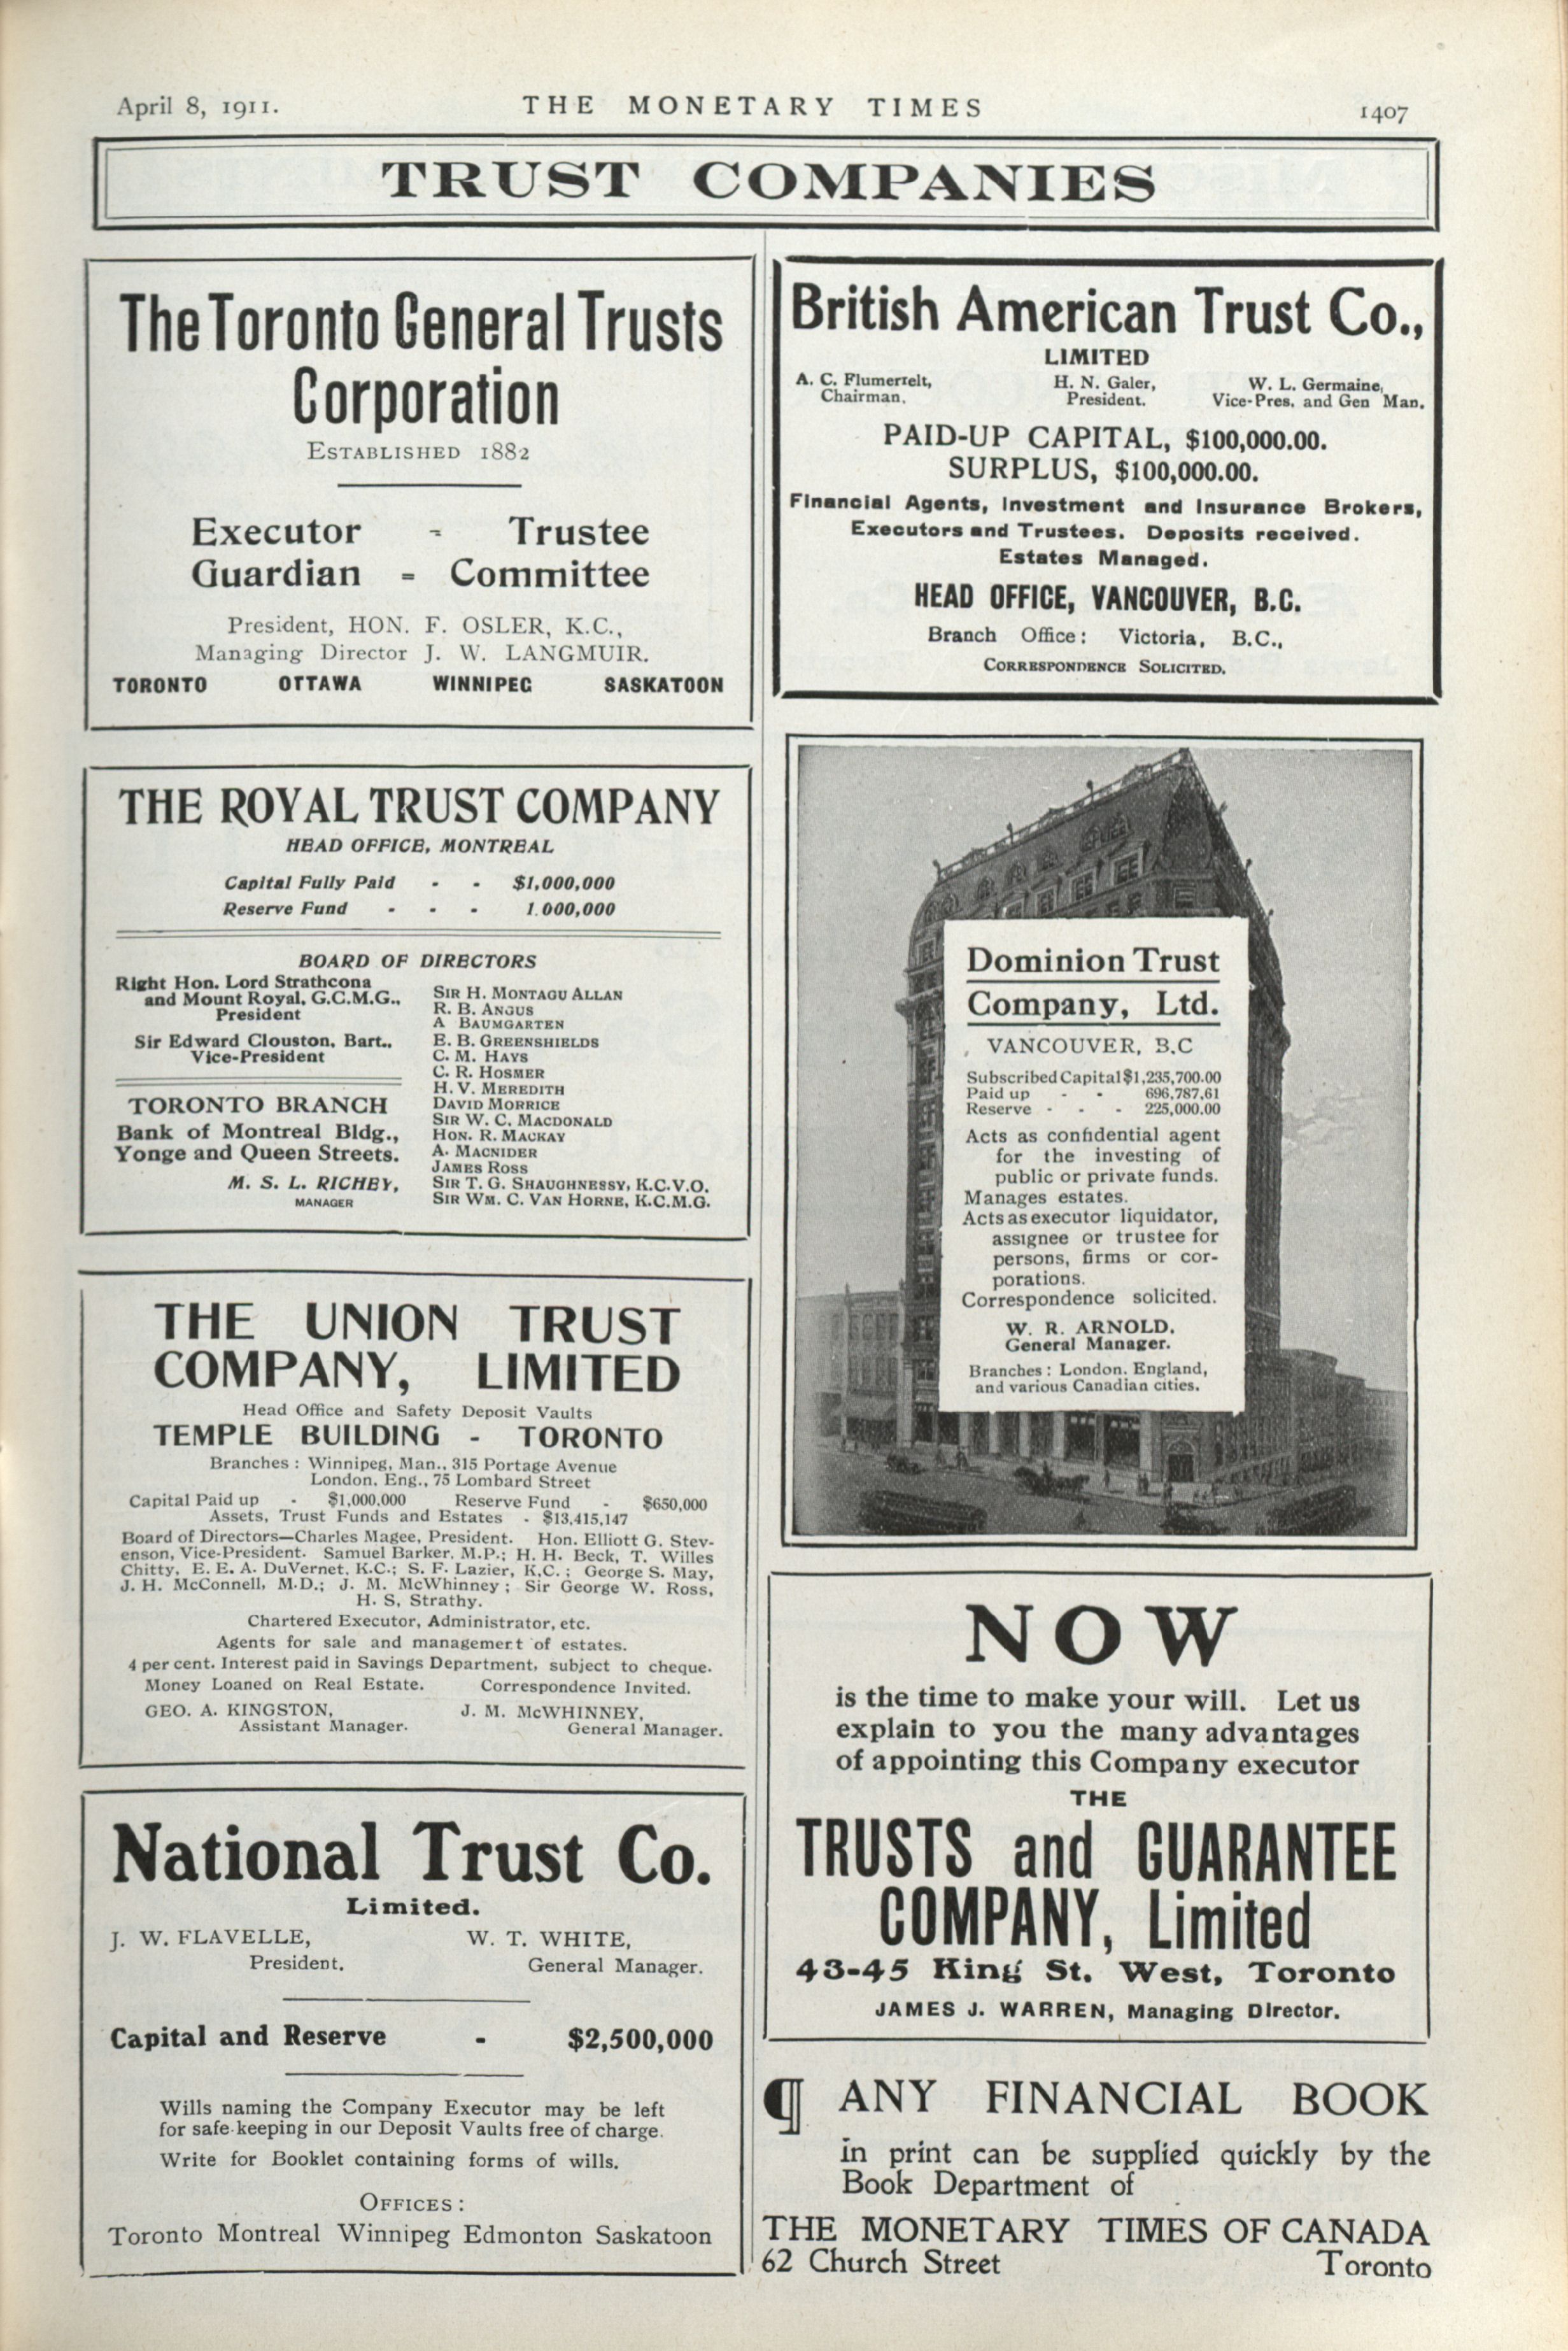 April 8, 1911.
THE MONETARY TIMES
1407
TRUST COMPANIES
The Toronto General Trusts
Corporation
ESTABLISHED 1882
Executor - Trustee
Guardian - Committee
President, HON. F. OSLER, K.C.,
Managing Director J. W. LANGMUIR.
TORONTO OTTAWA WINNIPEG SASKATOON
THE ROYAL TRUST COMPANY
HEAD OFFICE, MONTREAL
Capital Fully Paid - - $1,000,000
Reserve Fund - - - 1.000,000
BOARD OF DIRECTORS
Right Hon. Lord Strathcona
and Mount Royal, G.C.M.G.,
President
Sir Edward Clouston, Bart.,
Vice-President
TORONTO BRANCH
Bank of Montreal Bldg.,
Yonge and Queen Streets.
M. S. L. RICHEY,
MANAGER
SIR H. MONTAGU ALLAN
R. B. ANGUS
A BAUMGARTEN
E. B. GREENSHIELDS
C. M. HAYS
C. R. HOSMER
H. V. MEREDITH
DAVID MORRICE
SIR W. C. MACDONALD
HON. R. MACKAY
A. MACNIDER
JAMES ROSS
SIR T. G. SHAUGHNESSY, K.C.V.O.
SIR WM. C. VAN HORNE, K.C.M.G.
THE UNION TRUST
COMPANY, LIMITED
Head Office and Safety Deposit Vaults
TEMPLE BUILDING - TORONTO
Branches : Winnipeg, Man., 315 Portage Avenue
London, Eng., 75 Lombard Street
Capital Paid up - $1,000,000 Reserve Fund - $650,000
Assets, Trust Funds and Estates - $13,415,147
Board of Directors—Charles Magee, President. Hon. Elliott G. Stev-
enson, Vice-President. Samuel Barker, M.P.; H. H. Beck, T. Willes
Chitty, E. E. A. DuVernet, K.C.; S. F. Lazier, K.C. ; George S. May,
J. H. McConnell, M.D.; J. M. McWhinney ; Sir George W. Ross,
H. S. Strathy.
Chartered Executor, Administrator, etc.
Agents for sale and management of estates.
4 per cent. Interest paid in Savings Department, subject to cheque.
Money Loaned on Real Estate. Correspondence Invited.
GEO. A. KINGSTON, J. M. McWHINNEY,
Assistant Manager. General Manager.
National Trust Co.
Limited.
J. W. FLAVELLE, W. T. WHITE,
President. General Manager.
Capital and Reserve - $2,500,000
Wills naming the Company Executor may be left
for safe-keeping in our Deposit Vaults free of charge.
Write for Booklet containing forms of wills.
OFFICES :
Toronto Montreal Winnipeg Edmonton Saskatoon
British American Trust Co.,
LIMITED
A. C. Flumerfelt, H. N. Galer, W. L. Germaine,
Chairman. President. Vice-Pres. and Gen Man.
PAID-UP CAPITAL, $100,000.00.
SURPLUS, $100,000.00.
Financial Agents, Investment and Insurance Brokers,
Executors and Trustees. Deposits received.
Estates Managed.
HEAD OFFICE, VANCOUVER, B.C.
Branch Office : Victoria, B.C.,
CORRESPONDENCE SOLICITED.
Dominion Trust
Company, Ltd.
VANCOUVER, B.C
Subscribed Capital $1,235,700.00
Paid up - - 696,787,61
Reserve - - - 225,000.00
Acts as confidential agent
for the investing of
public or private funds.
Manages estates.
Acts as executor liquidator,
assignee or trustee for
persons, firms or cor-
porations.
Correspondence solicited.
W. R. ARNOLD,
General Manager.
Branches : London, England,
and various Canadian cities.
NOW
is the time to make your will. Let us
explain to you the many advantages
of appointing this Company executor
THE
TRUSTS and GUARANTEE
COMPANY, Limited
43-45 King St. West, Toronto
JAMES J. WARREN, Managing Director.
¶ ANY FINANCIAL BOOK
in print can be supplied quickly by the
Book Department of
THE MONETARY TIMES OF CANADA
62 Church Street Toronto